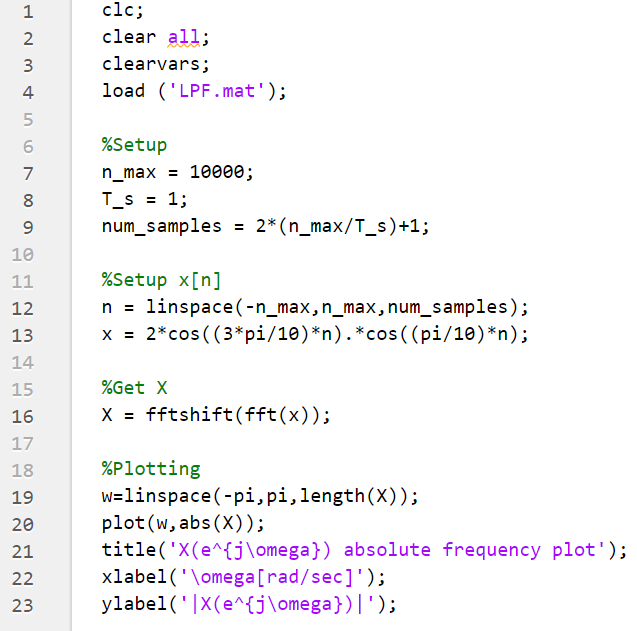 1 clc;
2 clear all;
3 clearvars;
4 load ('LPF.mat');
5
6 %Setup
7 n_max = 10000;
8 T_s = 1;
9 num_samples = 2*(n_max/T_s)+1;
10
11 %Setup x[n]
12 n = linspace(-n_max,n_max,num_samples);
13 x = 2*cos((3*pi/10)*n).*cos((pi/10)*n);
14
15 %Get X
16 X = fftshift(fft(x));
17
18 %Plotting
19 w=linspace(-pi,pi,length(X));
20 plot(w,abs(X));
21 title('X(e^{j\omega}) absolute frequency plot');
22 xlabel('\omega[rad/sec]');
23 ylabel('|X(e^{j\omega})|');